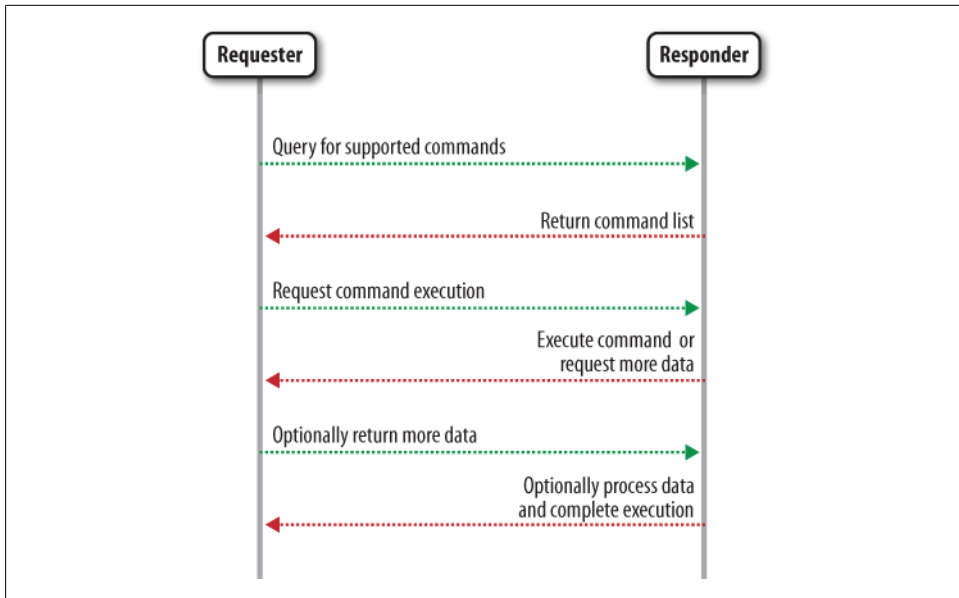 Requester
Responder
Query for supported commands
Return command list
Request command execution
Execute command or
request more data
Optionally return more data
Optionally process data
and complete execution